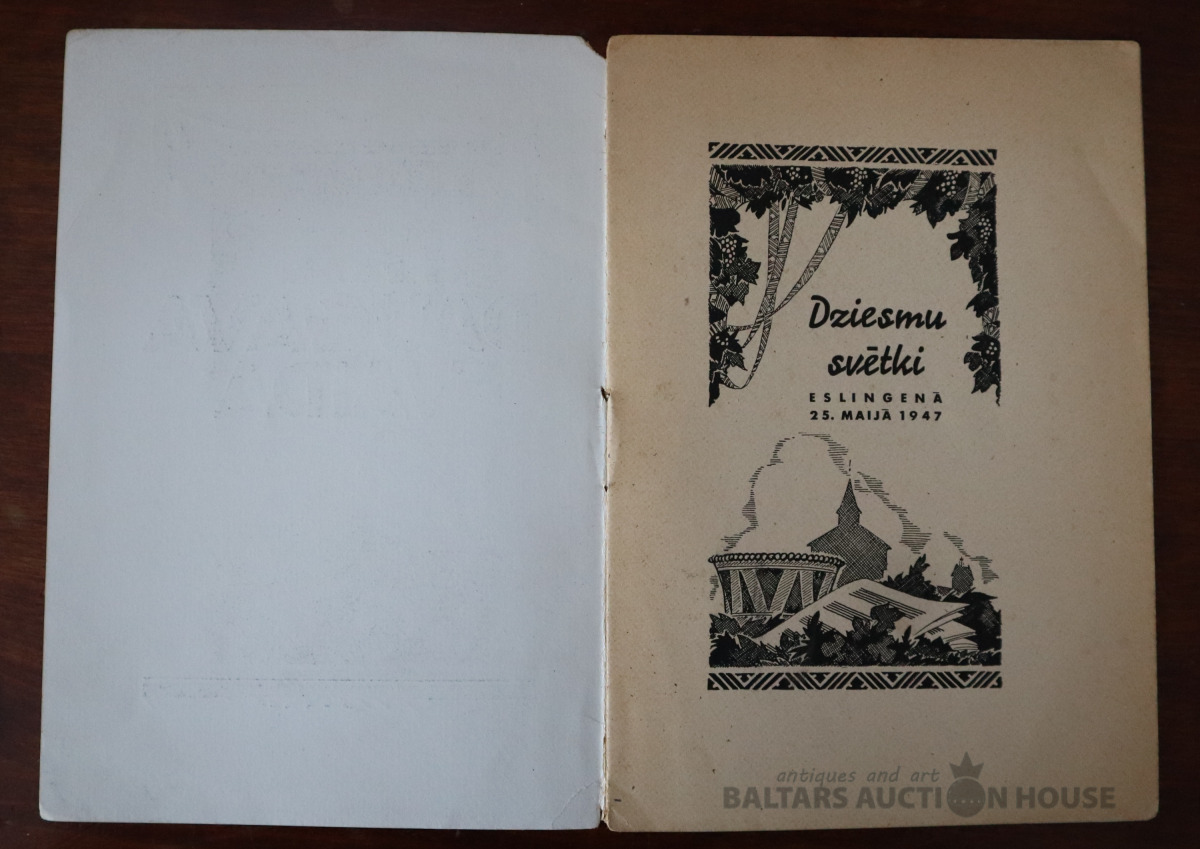 Dziesmu
svētki
ESLINGENĀ
25. MAIJĀ 1947
antiques and art
BALTARS AUCTION HOUSE